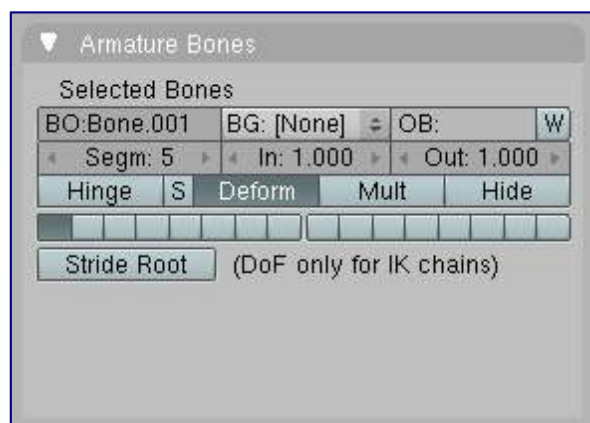 Armature Bones
Selected Bones
BO:Bone.001 BG: [None] OB: W
Segm: 5 In: 1.000 Out: 1.000
Hinge S Deform Mult Hide
Stride Root (DoF only for IK chains)